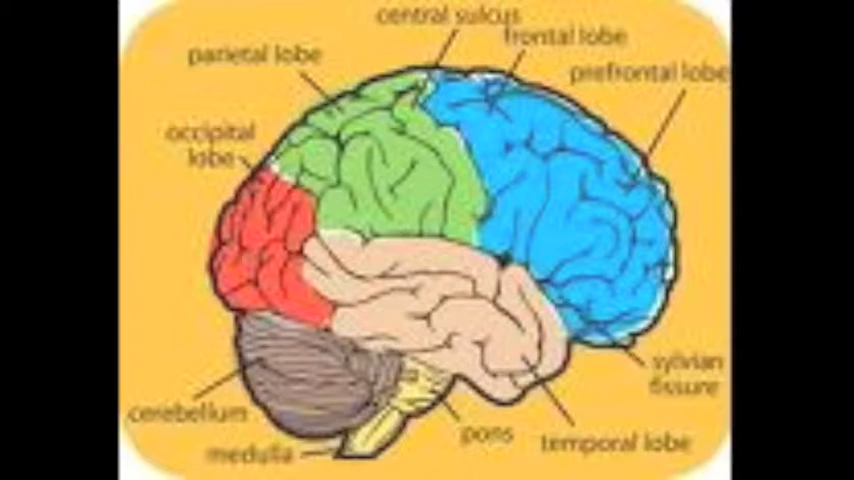 central sulcus
frontal lobe
parietal lobe
prefrontal lobe
occipital
lobe
sylvian
fissure
cerebellum
pons
temporal lobe
medulla